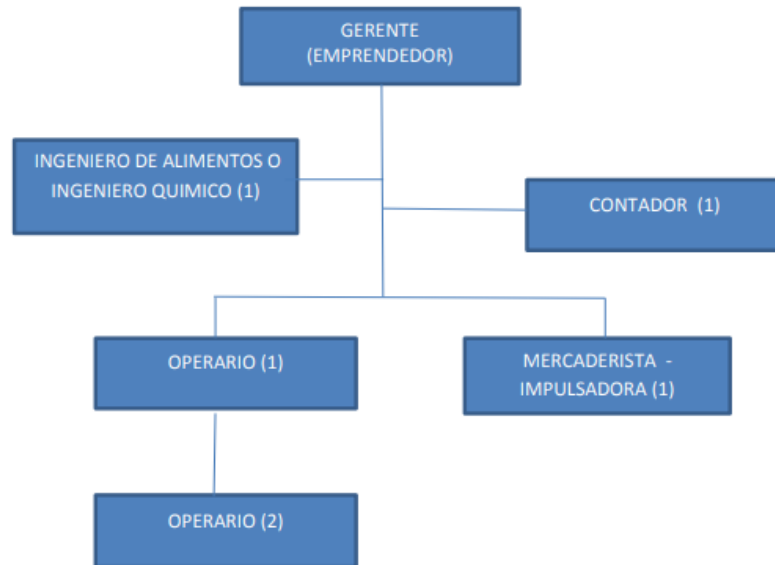 GERENTE
(EMPRENDEDOR)
INGENIERO DE ALIMENTOS O
INGENIERO QUIMICO (1)
CONTADOR (1)
OPERARIO (1)
MERCADERISTA -
IMPULSADORA (1)
OPERARIO (2)